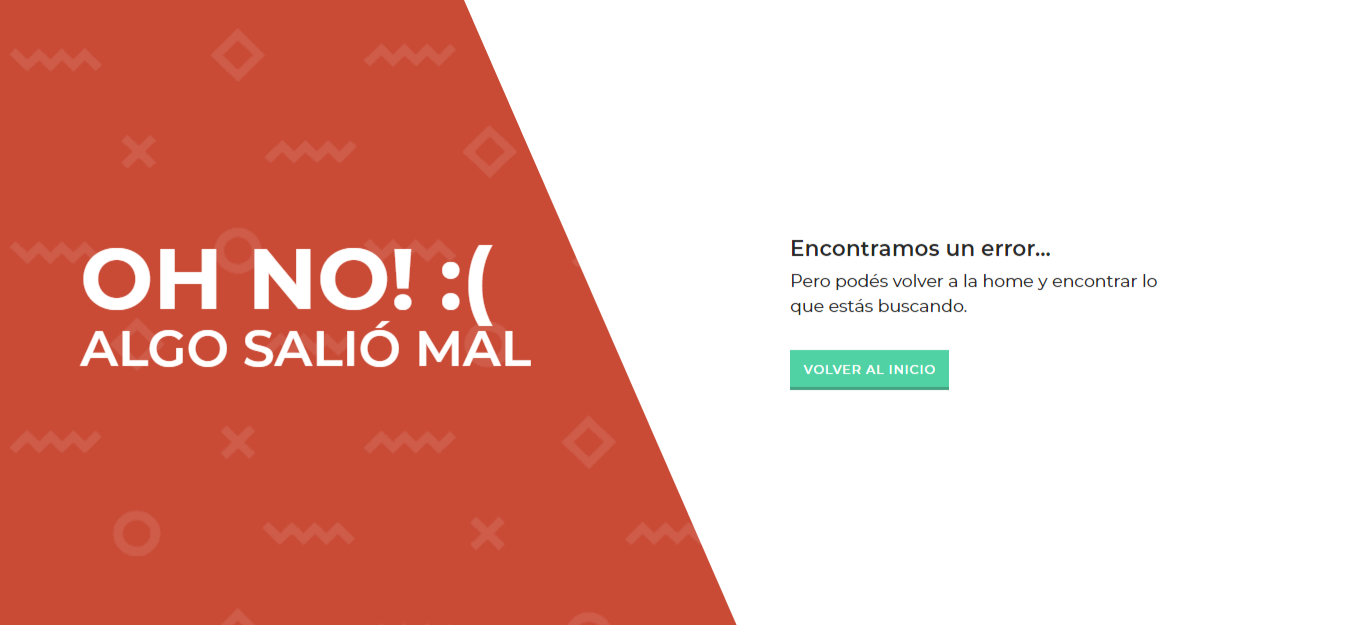 OH NO! :(
ALGO SALIÓ MAL
Encontramos un error...
Pero podés volver a la home y encontrar lo
que estás buscando.
VOLVER AL INICIO